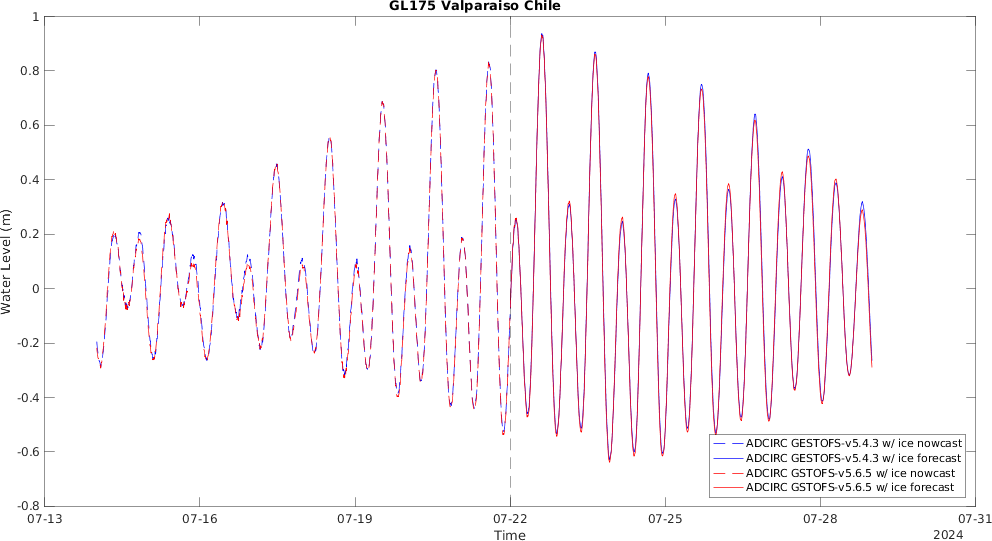 GL175 Valparaiso Chile
1
0.8
0.6
0.4
0.2
0
-0.2
-0.4
-0.6
-0.8
Water Level (m)
07-13
07-16
07-19
07-22
07-25
07-28
07-31
Time
2024
ADCIRC GESTOFS-v5.4.3 w/ ice nowcast
ADCIRC GESTOFS-v5.4.3 w/ ice forecast
ADCIRC GSTOFS-v5.6.5 w/ ice nowcast
ADCIRC GSTOFS-v5.6.5 w/ ice forecast